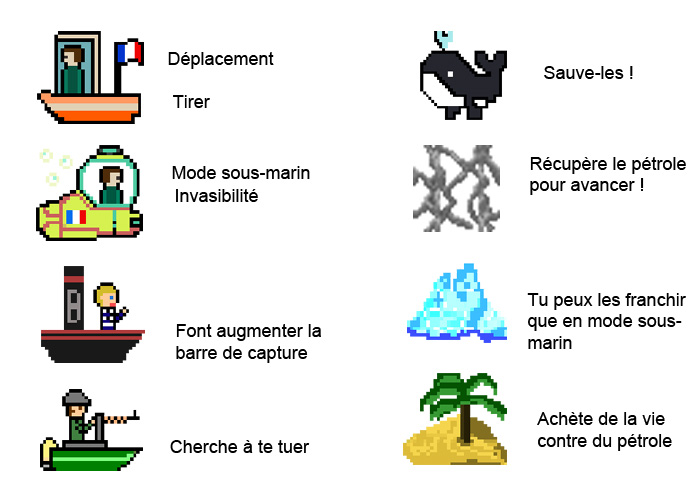 Déplacement
Tirer
Mode sous-marin
Invasibilité
Font augmenter la
barre de capture
Cherche à te tuer
Sauve-les !
Récupère le pétrole
pour avancer !
Tu peux les franchir
que en mode sous-
marin
Achète de la vie
contre du pétrole